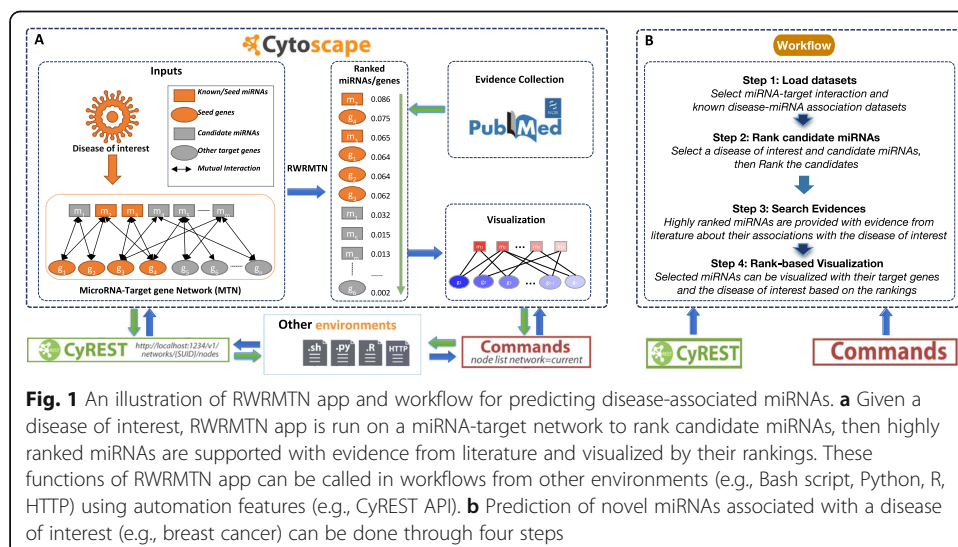 A
Cytoscape
Inputs
Disease of interest
Known/Seed miRNAs
Seed genes
Candidate miRNAs
Other target genes
Mutual Interaction
MicroRNA-Target gene Network (MTN)
RWRMTN
Ranked
miRNAs/genes
0.086
0.075
0.065
0.064
0.064
0.062
0.032
0.015
0.013
0.002
Evidence Collection
PubMed
Visualization
CyREST
http://localhost:1234/v1/
networks/[SUID]/nodes
Other environments
.sh .py .R HTTP
Commands
node list network=current
B
Workflow
Step 1: Load datasets
Select miRNA-target interaction and
known disease-miRNA association datasets
Step 2: Rank candidate miRNAs
Select a disease of interest and candidate miRNAs,
then Rank the candidates
Step 3: Search Evidences
Highly ranked miRNAs are provided with evidence from
literature about their associations with the disease of interest
Step 4: Rank-based Visualization
Selected miRNAs can be visualized with their target genes
and the disease of interest based on the rankings
CyREST
Commands
Fig. 1 An illustration of RWRMTN app and workflow for predicting disease-associated miRNAs. a Given a
disease of interest, RWRMTN app is run on a miRNA-target network to rank candidate miRNAs, then highly
ranked miRNAs are supported with evidence from literature and visualized by their rankings. These
functions of RWRMTN app can be called in workflows from other environments (e.g., Bash script, Python, R,
HTTP) using automation features (e.g., CyREST API). b Prediction of novel miRNAs associated with a disease
of interest (e.g., breast cancer) can be done through four steps